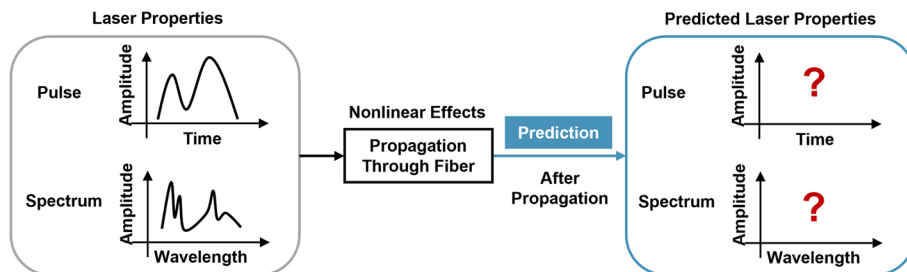 Laser Properties
Pulse
Amplitude
Time
Spectrum
Amplitude
Wavelength
Nonlinear Effects
Propagation
Through Fiber
Prediction
After
Propagation
Predicted Laser Properties
Pulse
Amplitude
?
Time
Spectrum
Amplitude
?
Wavelength